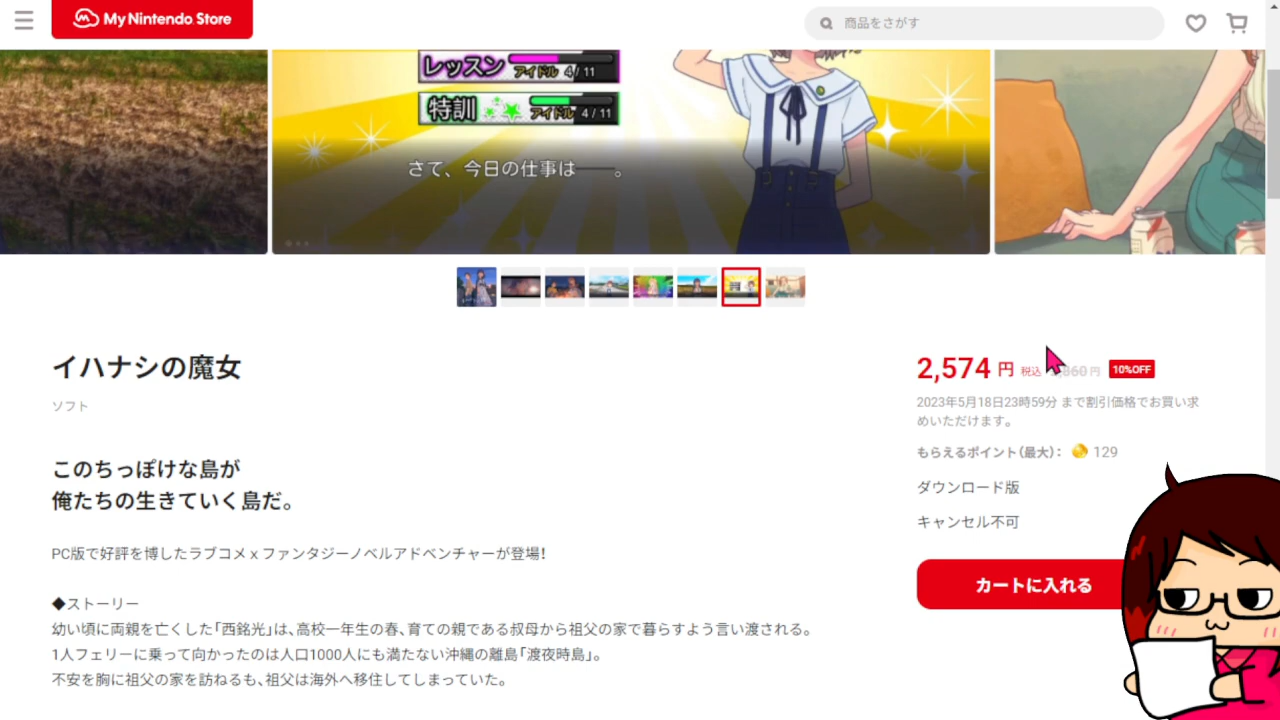 My Nintendo Store
商品をさがす
レッスン
アイドル 4 / 11
特訓
アイドル 4 / 11
さて、今日の仕事は――。
イハナシの魔女
ソフト
このちっぽけな島が
俺たちの生きていく島だ。
PC版で好評を博したラブコメ x ファンタジーノベルアドベンチャーが登場！
◆ストーリー
幼い頃に両親を亡くした「西銘光」は、高校一年生の春、育ての親である叔母から祖父の家で暮らすよう言い渡される。
1人フェリーに乗って向かったのは人口1000人にも満たない沖縄の離島「渡夜時島」。
不安を胸に祖父の家を訪ねるも、祖父は海外へ移住してしまっていた。
2,574 円 税込 円 10%OFF
2023年5月18日23時59分 まで割引価格でお買い求
めいただけます。
もらえるポイント（最大）： 129
ダウンロード版
キャンセル不可
カートに入れる